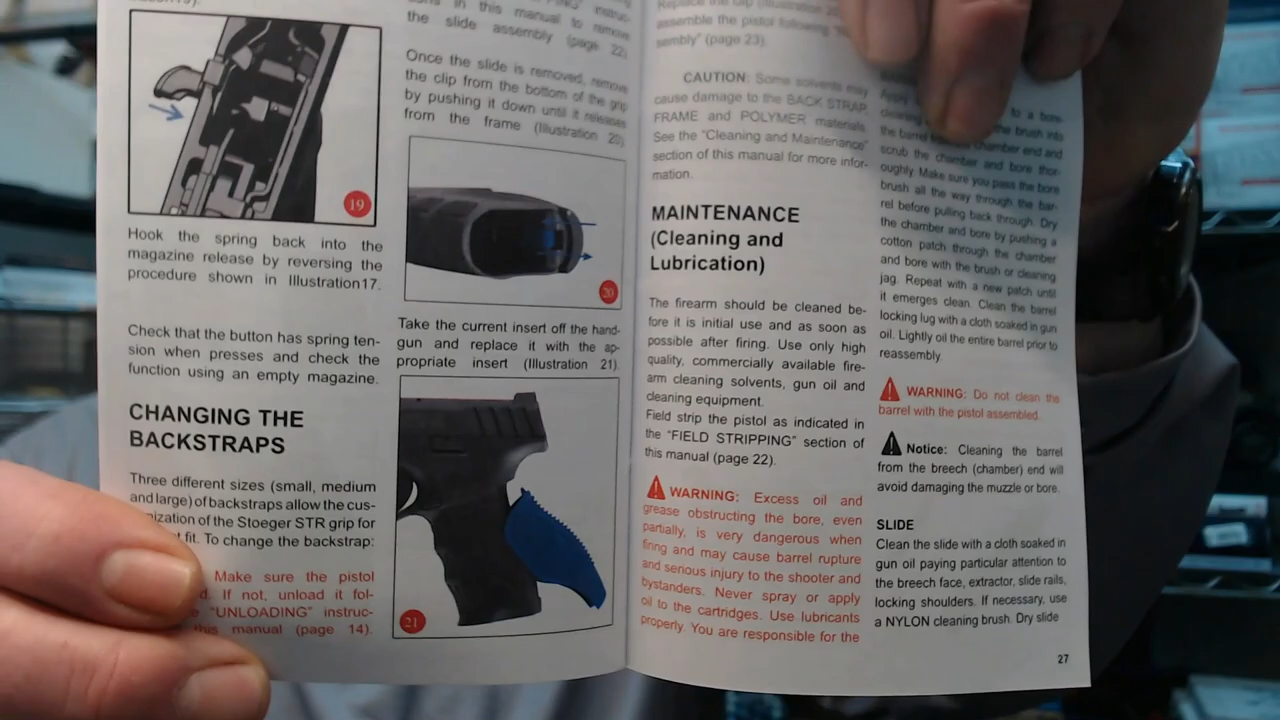 19
Hook the spring back into the
magazine release by reversing the
procedure shown in Illustration17.
Check that the button has spring ten-
sion when presses and check the
function using an empty magazine.
CHANGING THE
BACKSTRAPS
Three different sizes (small, medium
and large) of backstraps allow the cus-
of the Stoeger STR grip for
fit. To change the backstrap:
Make sure the pistol
If not, unload it fol-
"UNLOADING" instruc-
this manual (page 14).
in this manual to remove
the slide assembly (page 22).
Once the slide is removed, remove
the clip from the bottom of the grip
by pushing it down until it releases
from the frame (Illustration 20).
20
Take the current insert off the hand-
gun and replace it with the ap-
propriate insert (Illustration 21).
21
assemble the pistol following
sembly" (page 23).
CAUTION: Some solvents may
cause damage to the BACK STRAP,
FRAME and POLYMER materials.
See the "Cleaning and Maintenance"
section of this manual for more infor-
mation.
MAINTENANCE
(Cleaning and
Lubrication)
The firearm should be cleaned be-
fore it is initial use and as soon as
possible after firing. Use only high
quality, commercially available fire-
arm cleaning solvents, gun oil and
cleaning equipment.
Field strip the pistol as indicated in
the "FIELD STRIPPING" section of
this manual (page 22).
WARNING: Excess oil and
grease obstructing the bore, even
partially, is very dangerous when
firing and may cause barrel rupture
and serious injury to the shooter and
bystanders. Never spray or apply
oil to the cartridges. Use lubricants
properly. You are responsible for the
to a bore
cleaning the brush into
the barrel chamber end and
scrub the chamber and bore thor-
oughly. Make sure you pass the bore
brush all the way through the bar-
rel before pulling back through. Dry
the chamber and bore by pushing a
cotton patch through the chamber
and bore with the brush or cleaning
jag. Repeat with a new patch until
it emerges clean. Clean the barrel
locking lug with a cloth soaked in gun
oil. Lightly oil the entire barrel prior to
reassembly.
WARNING: Do not clean the
barrel with the pistol assembled.
Notice: Cleaning the barrel
from the breech (chamber) end will
avoid damaging the muzzle or bore.
SLIDE
Clean the slide with a cloth soaked in
gun oil paying particular attention to
the breech face, extractor, slide rails,
locking shoulders. If necessary, use
a NYLON cleaning brush. Dry slide
27